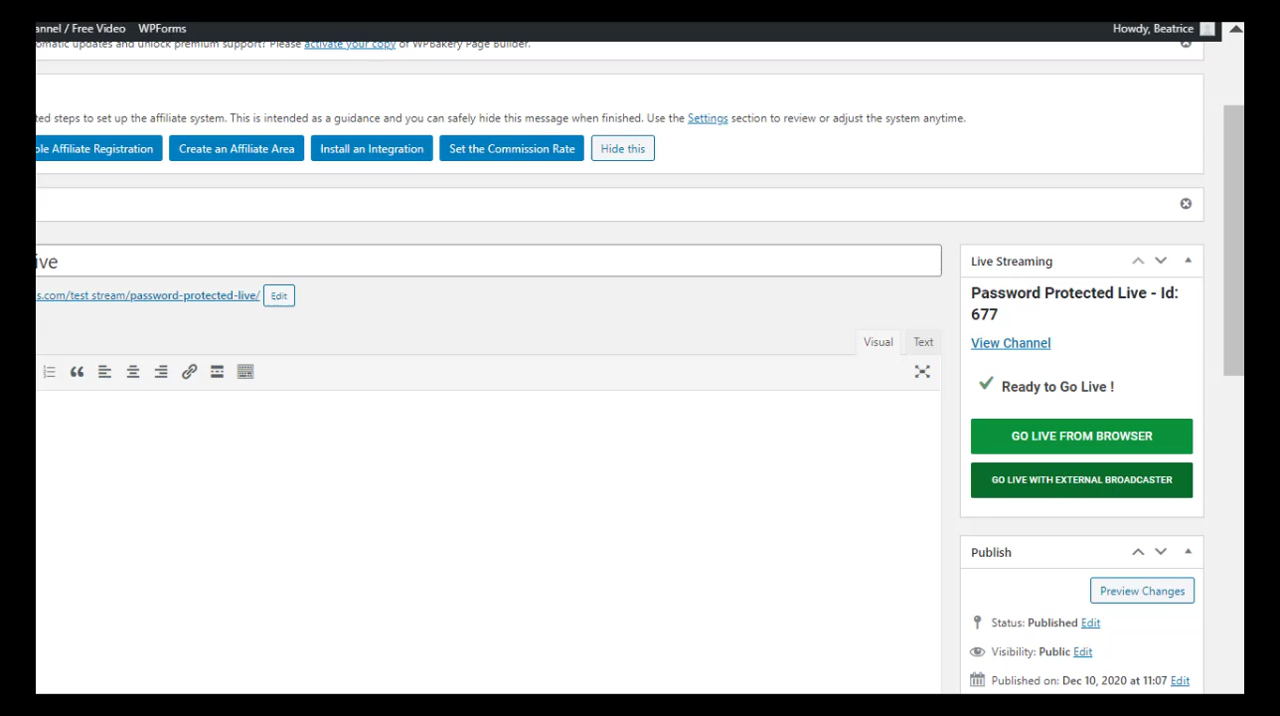 annel / Free Video WPForms Howdy, Beatrice
omatic updates and unlock premium support? Please activate your copy of WPBakery Page Builder.
ted steps to set up the affiliate system. This is intended as a guidance and you can safely hide this message when finished. Use the Settings section to review or adjust the system anytime.
ble Affiliate Registration Create an Affiliate Area Install an Integration Set the Commission Rate Hide this
ive
s.com/test stream/password-protected-live/ Edit
Visual Text
Live Streaming
Password Protected Live - Id:
677
View Channel
Ready to Go Live !
GO LIVE FROM BROWSER
GO LIVE WITH EXTERNAL BROADCASTER
Publish
Preview Changes
Status: Published Edit
Visibility: Public Edit
Published on: Dec 10, 2020 at 11:07 Edit